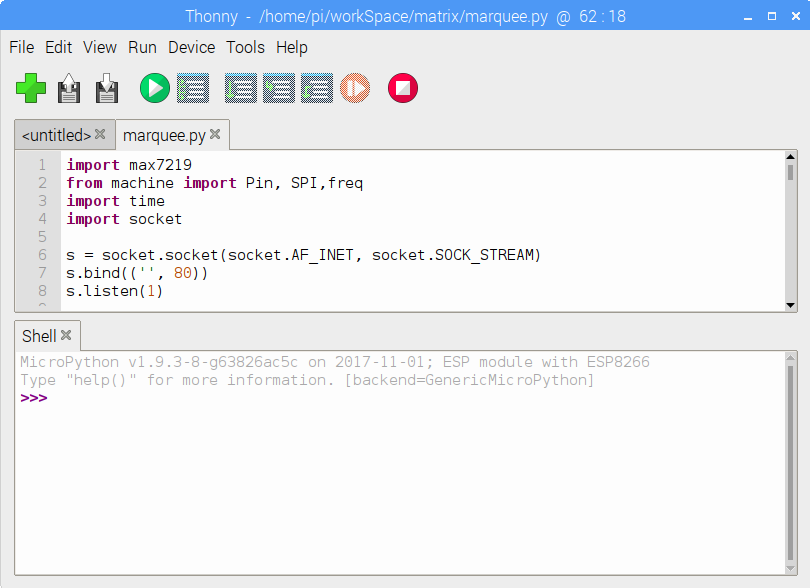 Thonny - /home/pi/workSpace/matrix/marquee.py @ 62 : 18
File Edit View Run Device Tools Help
<untitled> marquee.py
1 import max7219
2 from machine import Pin, SPI,freq
3 import time
4 import socket
5
6 s = socket.socket(socket.AF_INET, socket.SOCK_STREAM)
7 s.bind(('', 80))
8 s.listen(1)
Shell
MicroPython v1.9.3-8-g63826ac5c on 2017-11-01; ESP module with ESP8266
Type "help()" for more information. [backend=GenericMicroPython]
>>>